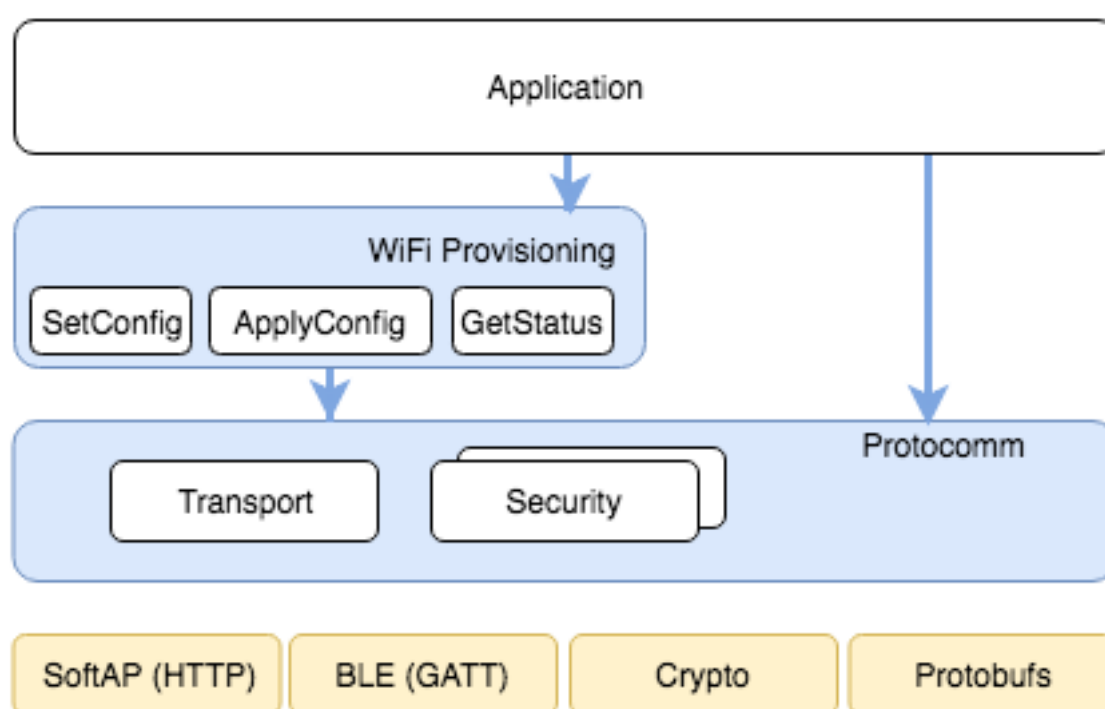 Application
WiFi Provisioning
SetConfig
ApplyConfig
GetStatus
Protocomm
Transport
Security
SoftAP (HTTP)
BLE (GATT)
Crypto
Protobufs